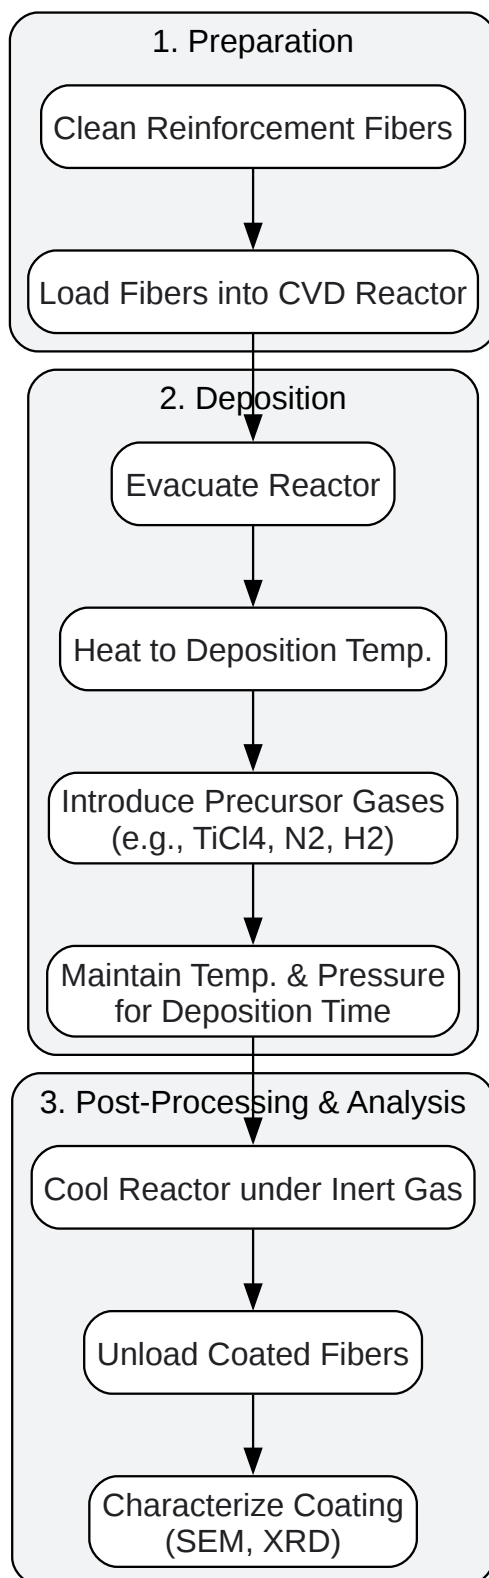 1. Preparation
Clean Reinforcement Fibers
Load Fibers into CVD Reactor
2. Deposition
Evacuate Reactor
Heat to Deposition Temp.
Introduce Precursor Gases
(e.g., TiCl4, N2, H2)
Maintain Temp. & Pressure
for Deposition Time
3. Post-Processing & Analysis
Cool Reactor under Inert Gas
Unload Coated Fibers
Characterize Coating
(SEM, XRD)